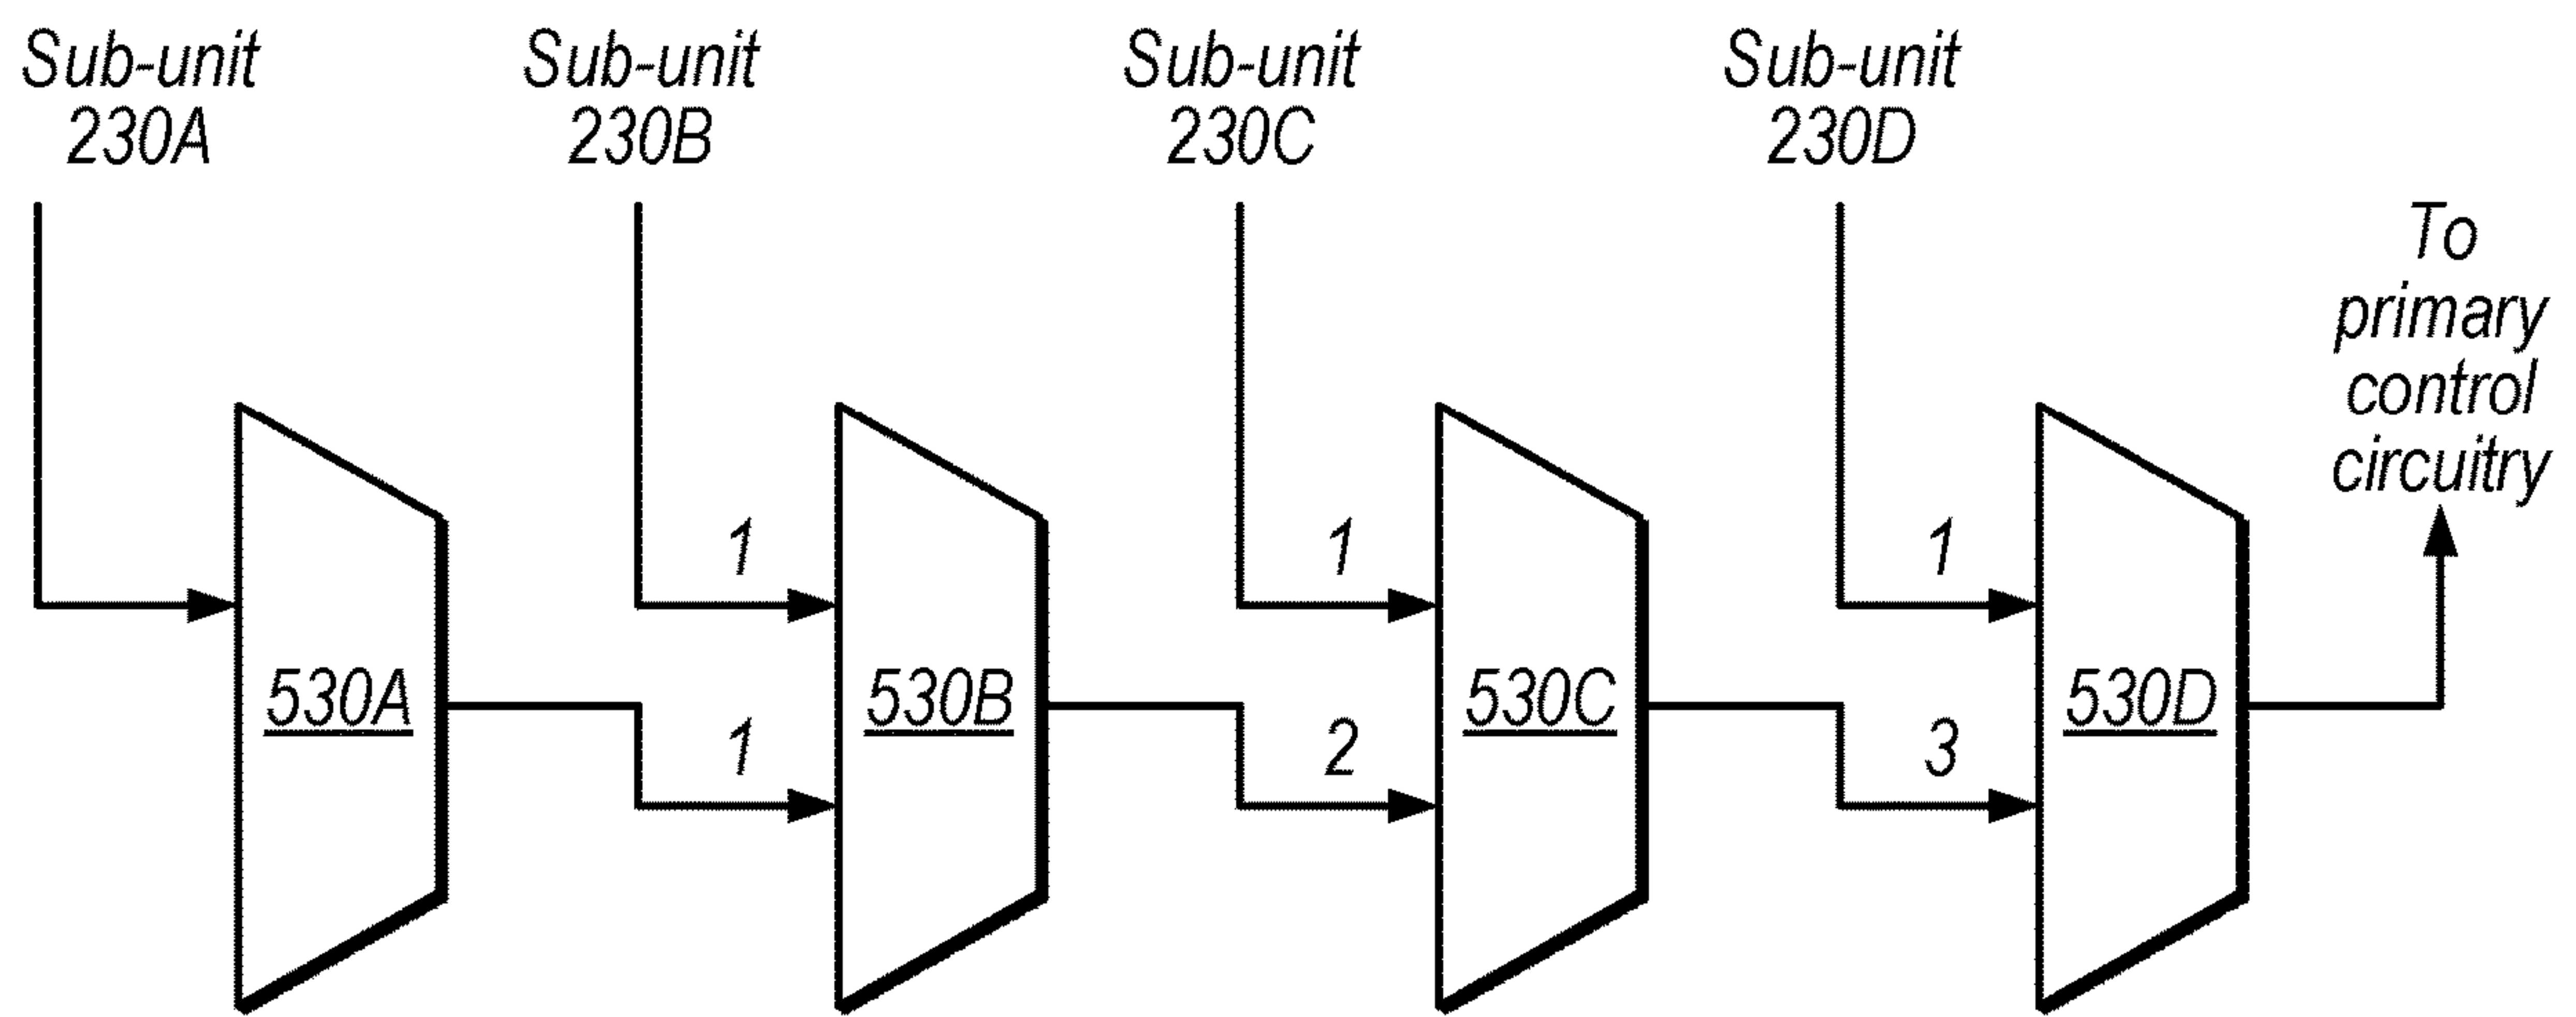 Sub-unit
230A
Sub-unit
230B
Sub-unit
230C
Sub-unit
230D
To
primary
control
circuitry
1
1
1
530A
530B
530C
530D
1
2
3